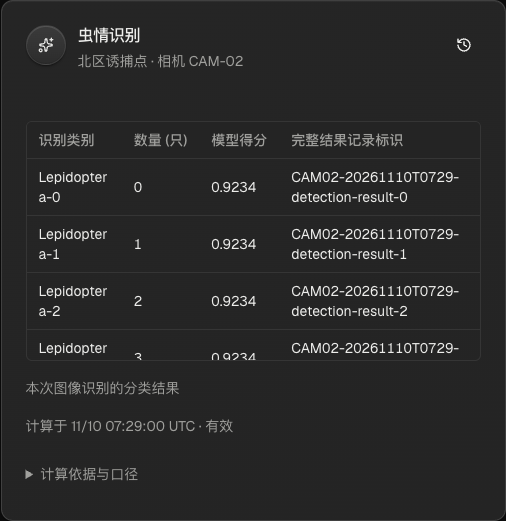 虫情识别
北区诱捕点 · 相机 CAM-02
识别类别 数量 (只) 模型得分 完整结果记录标识
Lepidopter
a-0 0 0.9234 CAM02-20261110T0729-
detection-result-0
Lepidopter
a-1 1 0.9234 CAM02-20261110T0729-
detection-result-1
Lepidopter
a-2 2 0.9234 CAM02-20261110T0729-
detection-result-2
Lepidopter 3 0.9234 CAM02-20261110T0729-
本次图像识别的分类结果
计算于 11/10 07:29:00 UTC · 有效
计算依据与口径